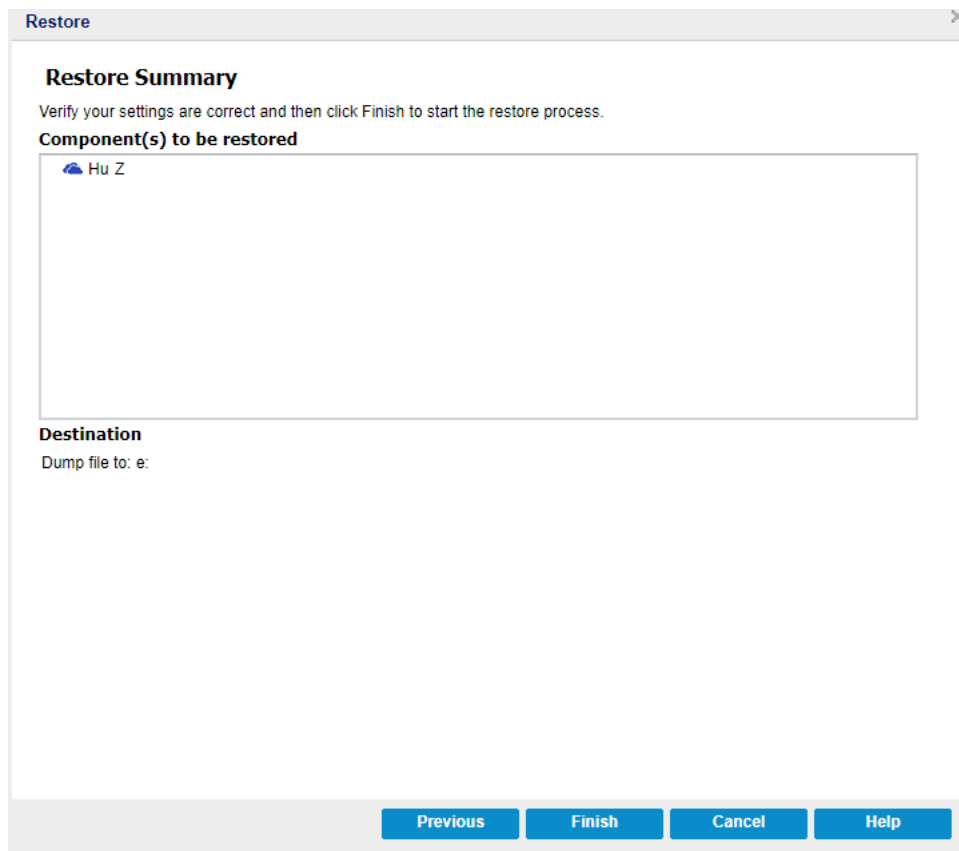 Restore
Restore Summary
Verify your settings are correct and then click Finish to start the restore process.
Component(s) to be restored
Hu Z
Destination
Dump file to: e:
Previous
Finish
Cancel
Help